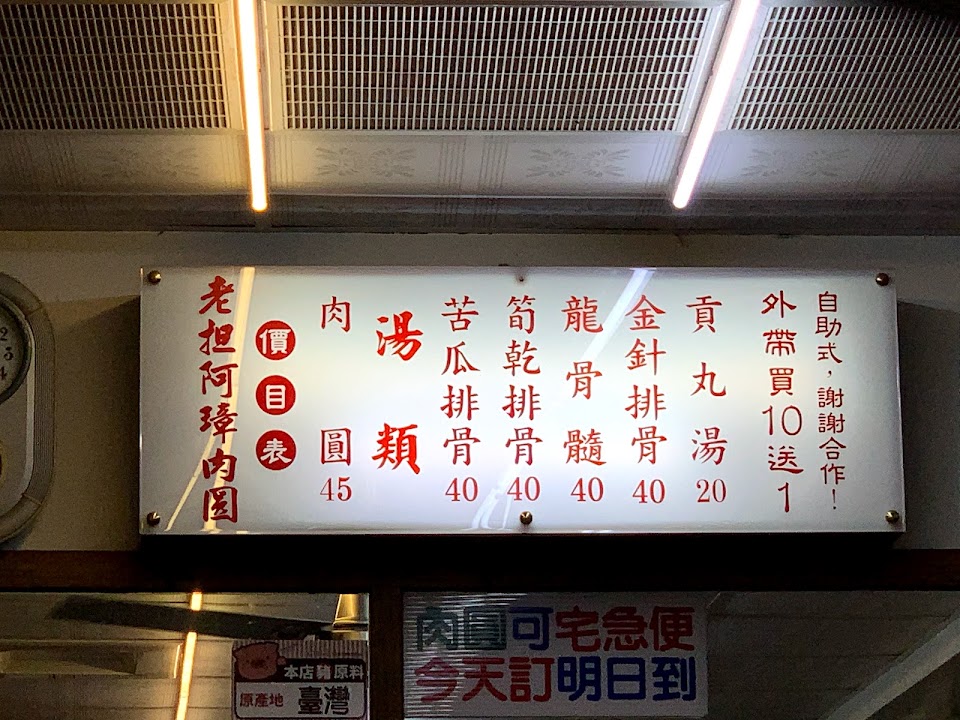 老担阿璋肉圓
價目表
肉圓 45
湯類
苦瓜排骨 40
筍乾排骨 40
龍骨髓 40
金針排骨 40
貢丸湯 20
外帶買10送1
自助式，謝謝合作！
肉圓可宅急便
今天訂明日到
本店豬原料
原產地 臺灣
2
3
4